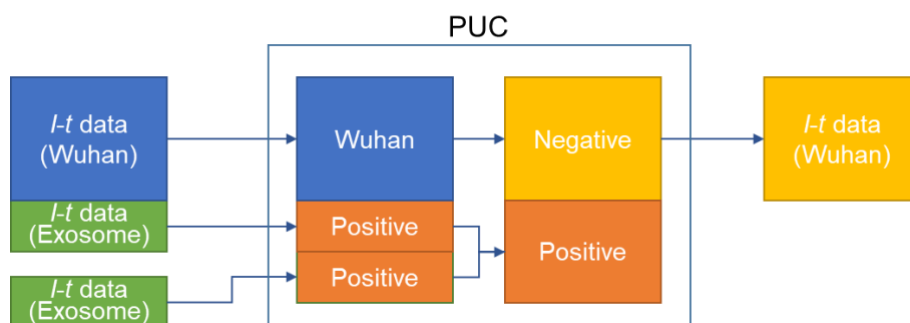 PUC
I-t data
(Wuhan)
Wuhan
Negative
I-t data
(Wuhan)
I-t data
(Exosome)
Positive
Positive
Positive
I-t data
(Exosome)